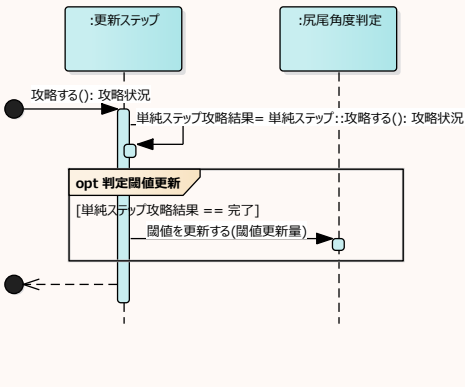 :更新ステップ
:尻尾角度判定
攻略する(): 攻略状況
単純ステップ攻略結果= 単純ステップ::攻略する(): 攻略状況
opt 判定閾値更新
[単純ステップ攻略結果 == 完了]
閾値を更新する(閾値更新量)